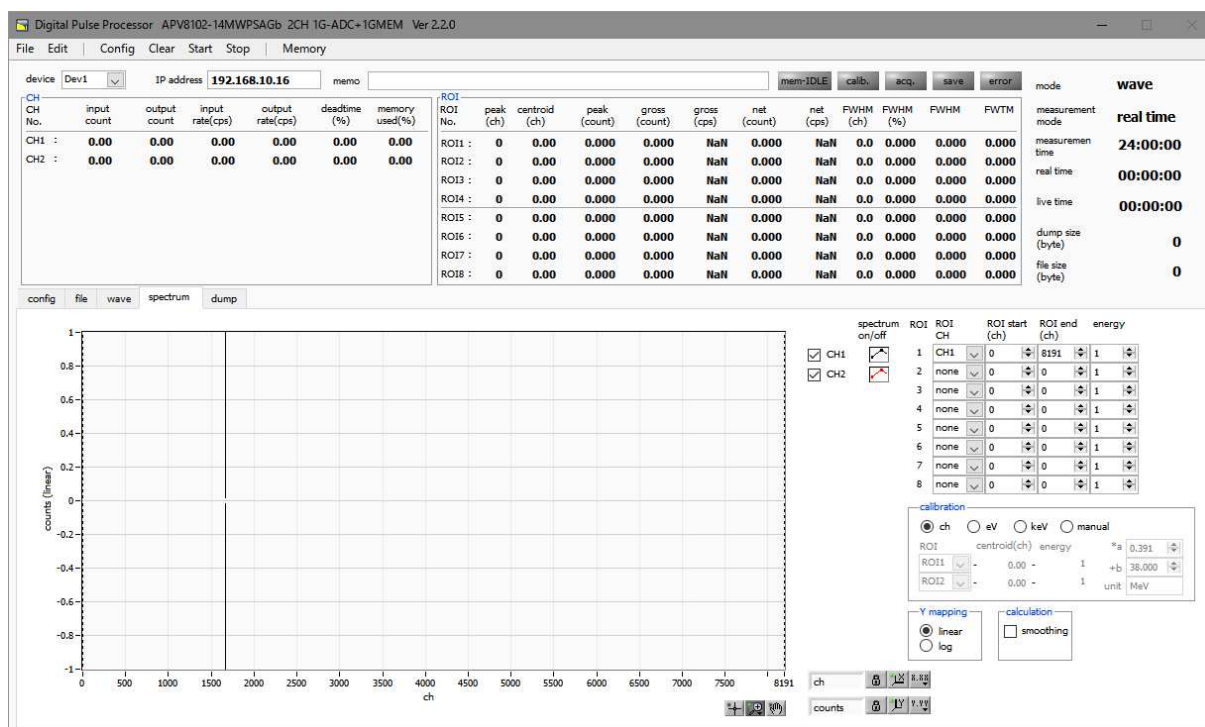 Digital Pulse Processor APV8102-14MWPSAGb 2CH 1G-ADC+1GMEM Ver 2.2.0
File Edit | Config Clear Start Stop | Memory
device Dev1 IP address 192.168.10.16 memo mem-IDLE calib. acq. save error
mode wave
measurement mode real time
measuremen time 24:00:00
real time 00:00:00
live time 00:00:00
dump size (byte) 0
file size (byte) 0
CH
CH No. input count output count input rate(cps) output rate(cps) deadtime (%) memory used(%)
CH1 : 0.00 0.00 0.00 0.00 0.00 0.00
CH2 : 0.00 0.00 0.00 0.00 0.00 0.00
ROI
ROI No. peak (ch) centroid (ch) peak (count) gross (count) gross (cps) net (count) net (cps) FWHM (ch) FWHM (%) FWHM FWTM
ROI1 : 0 0.00 0.000 0.000 NaN 0.000 NaN 0.0 0.000 0.000 0.000
ROI2 : 0 0.00 0.000 0.000 NaN 0.000 NaN 0.0 0.000 0.000 0.000
ROI3 : 0 0.00 0.000 0.000 NaN 0.000 NaN 0.0 0.000 0.000 0.000
ROI4 : 0 0.00 0.000 0.000 NaN 0.000 NaN 0.0 0.000 0.000 0.000
ROI5 : 0 0.00 0.000 0.000 NaN 0.000 NaN 0.0 0.000 0.000 0.000
ROI6 : 0 0.00 0.000 0.000 NaN 0.000 NaN 0.0 0.000 0.000 0.000
ROI7 : 0 0.00 0.000 0.000 NaN 0.000 NaN 0.0 0.000 0.000 0.000
ROI8 : 0 0.00 0.000 0.000 NaN 0.000 NaN 0.0 0.000 0.000 0.000
config file wave spectrum dump
counts (linear)
1
0.8
0.6
0.4
0.2
0
-0.2
-0.4
-0.6
-0.8
-1
0 500 1000 1500 2000 2500 3000 3500 4000 4500 5000 5500 6000 6500 7000 7500 8191
ch
spectrum on/off
CH1
CH2
ROI ROI CH ROI start (ch) ROI end (ch) energy
1 CH1 0 8191 1
2 none 0 0 1
3 none 0 0 1
4 none 0 0 1
5 none 0 0 1
6 none 0 0 1
7 none 0 0 1
8 none 0 0 1
calibration
ch eV keV manual
ROI centroid(ch) energy *a 0.391
ROI1 - 0.00 - 1 +b 38.000
ROI2 - 0.00 - 1 unit MeV
Y mapping
linear
log
calculation
smoothing
ch X X.XX
counts Y Y.YY